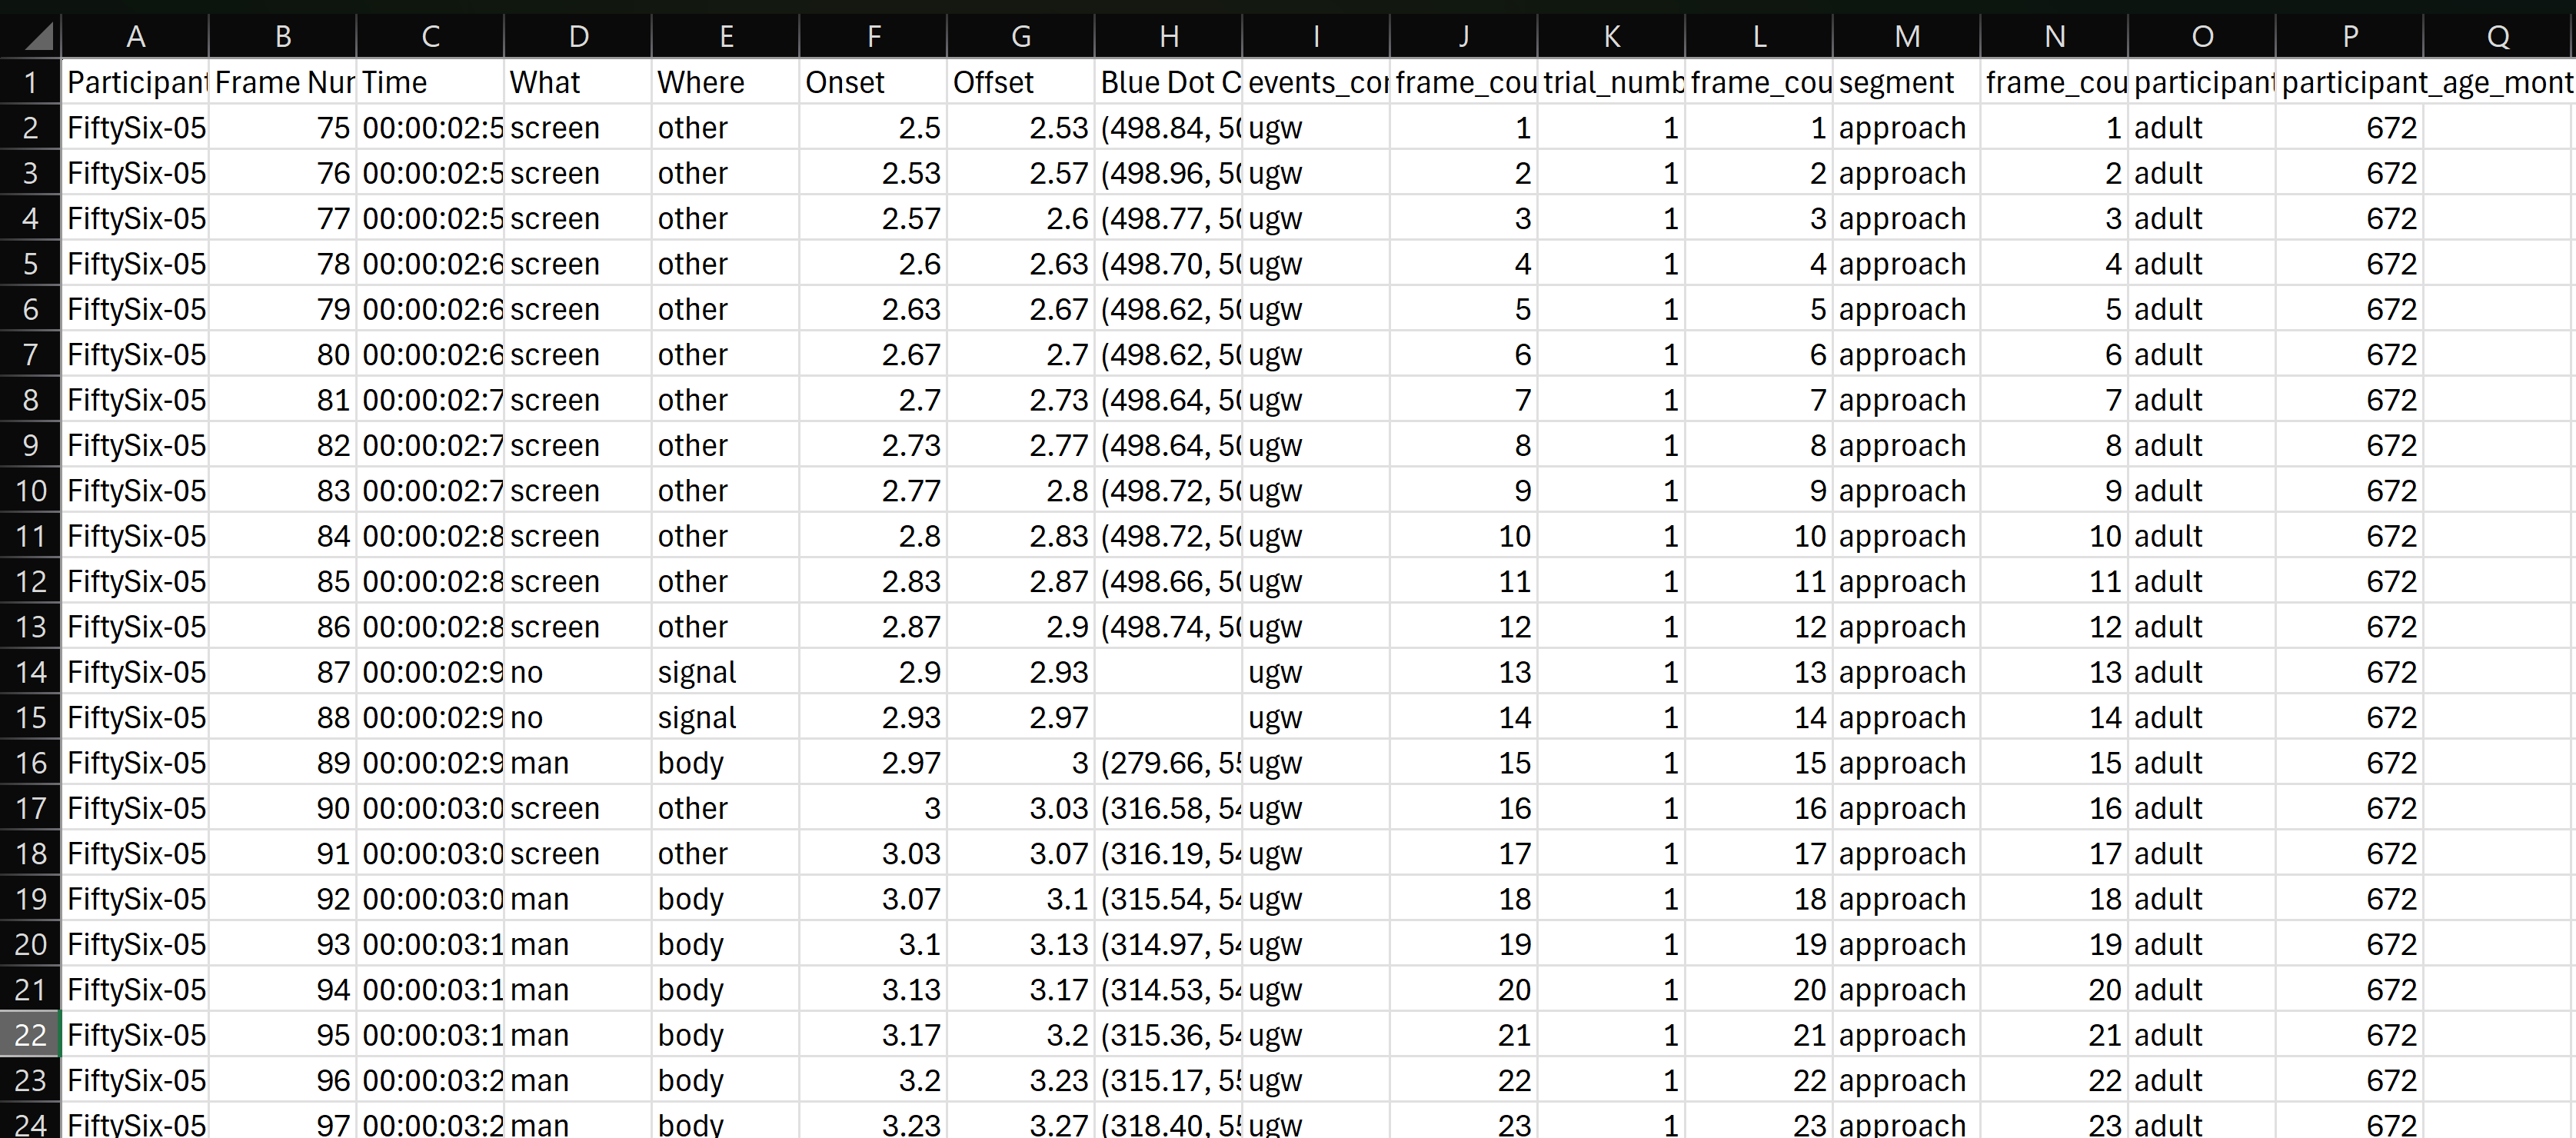 A B C D E F G H I J K L M N O P Q
1 Participant Frame Nur Time What Where Onset Offset Blue Dot C events_cor frame_cou trial_numb frame_cou segment frame_cou participant participant_age_mont
2 FiftySix-05 75 00:00:02:5 screen other 2.5 2.53 (498.84, 50 ugw 1 1 1 approach 1 adult 672
3 FiftySix-05 76 00:00:02:5 screen other 2.53 2.57 (498.96, 50 ugw 2 1 2 approach 2 adult 672
4 FiftySix-05 77 00:00:02:5 screen other 2.57 2.6 (498.77, 50 ugw 3 1 3 approach 3 adult 672
5 FiftySix-05 78 00:00:02:6 screen other 2.6 2.63 (498.70, 50 ugw 4 1 4 approach 4 adult 672
6 FiftySix-05 79 00:00:02:6 screen other 2.63 2.67 (498.62, 50 ugw 5 1 5 approach 5 adult 672
7 FiftySix-05 80 00:00:02:6 screen other 2.67 2.7 (498.62, 50 ugw 6 1 6 approach 6 adult 672
8 FiftySix-05 81 00:00:02:7 screen other 2.7 2.73 (498.64, 50 ugw 7 1 7 approach 7 adult 672
9 FiftySix-05 82 00:00:02:7 screen other 2.73 2.77 (498.64, 50 ugw 8 1 8 approach 8 adult 672
10 FiftySix-05 83 00:00:02:7 screen other 2.77 2.8 (498.72, 50 ugw 9 1 9 approach 9 adult 672
11 FiftySix-05 84 00:00:02:8 screen other 2.8 2.83 (498.72, 50 ugw 10 1 10 approach 10 adult 672
12 FiftySix-05 85 00:00:02:8 screen other 2.83 2.87 (498.66, 50 ugw 11 1 11 approach 11 adult 672
13 FiftySix-05 86 00:00:02:8 screen other 2.87 2.9 (498.74, 50 ugw 12 1 12 approach 12 adult 672
14 FiftySix-05 87 00:00:02:9 no signal 2.9 2.93 ugw 13 1 13 approach 13 adult 672
15 FiftySix-05 88 00:00:02:9 no signal 2.93 2.97 ugw 14 1 14 approach 14 adult 672
16 FiftySix-05 89 00:00:02:9 man body 2.97 3 (279.66, 55 ugw 15 1 15 approach 15 adult 672
17 FiftySix-05 90 00:00:03:0 screen other 3 3.03 (316.58, 54 ugw 16 1 16 approach 16 adult 672
18 FiftySix-05 91 00:00:03:0 screen other 3.03 3.07 (316.19, 54 ugw 17 1 17 approach 17 adult 672
19 FiftySix-05 92 00:00:03:0 man body 3.07 3.1 (315.54, 54 ugw 18 1 18 approach 18 adult 672
20 FiftySix-05 93 00:00:03:1 man body 3.1 3.13 (314.97, 54 ugw 19 1 19 approach 19 adult 672
21 FiftySix-05 94 00:00:03:1 man body 3.13 3.17 (314.53, 54 ugw 20 1 20 approach 20 adult 672
22 FiftySix-05 95 00:00:03:1 man body 3.17 3.2 (315.36, 54 ugw 21 1 21 approach 21 adult 672
23 FiftySix-05 96 00:00:03:2 man body 3.2 3.23 (315.17, 55 ugw 22 1 22 approach 22 adult 672
24 FiftySix-05 97 00:00:03:2 man body 3.23 3.27 (318.40, 55 ugw 23 1 23 approach 23 adult 672